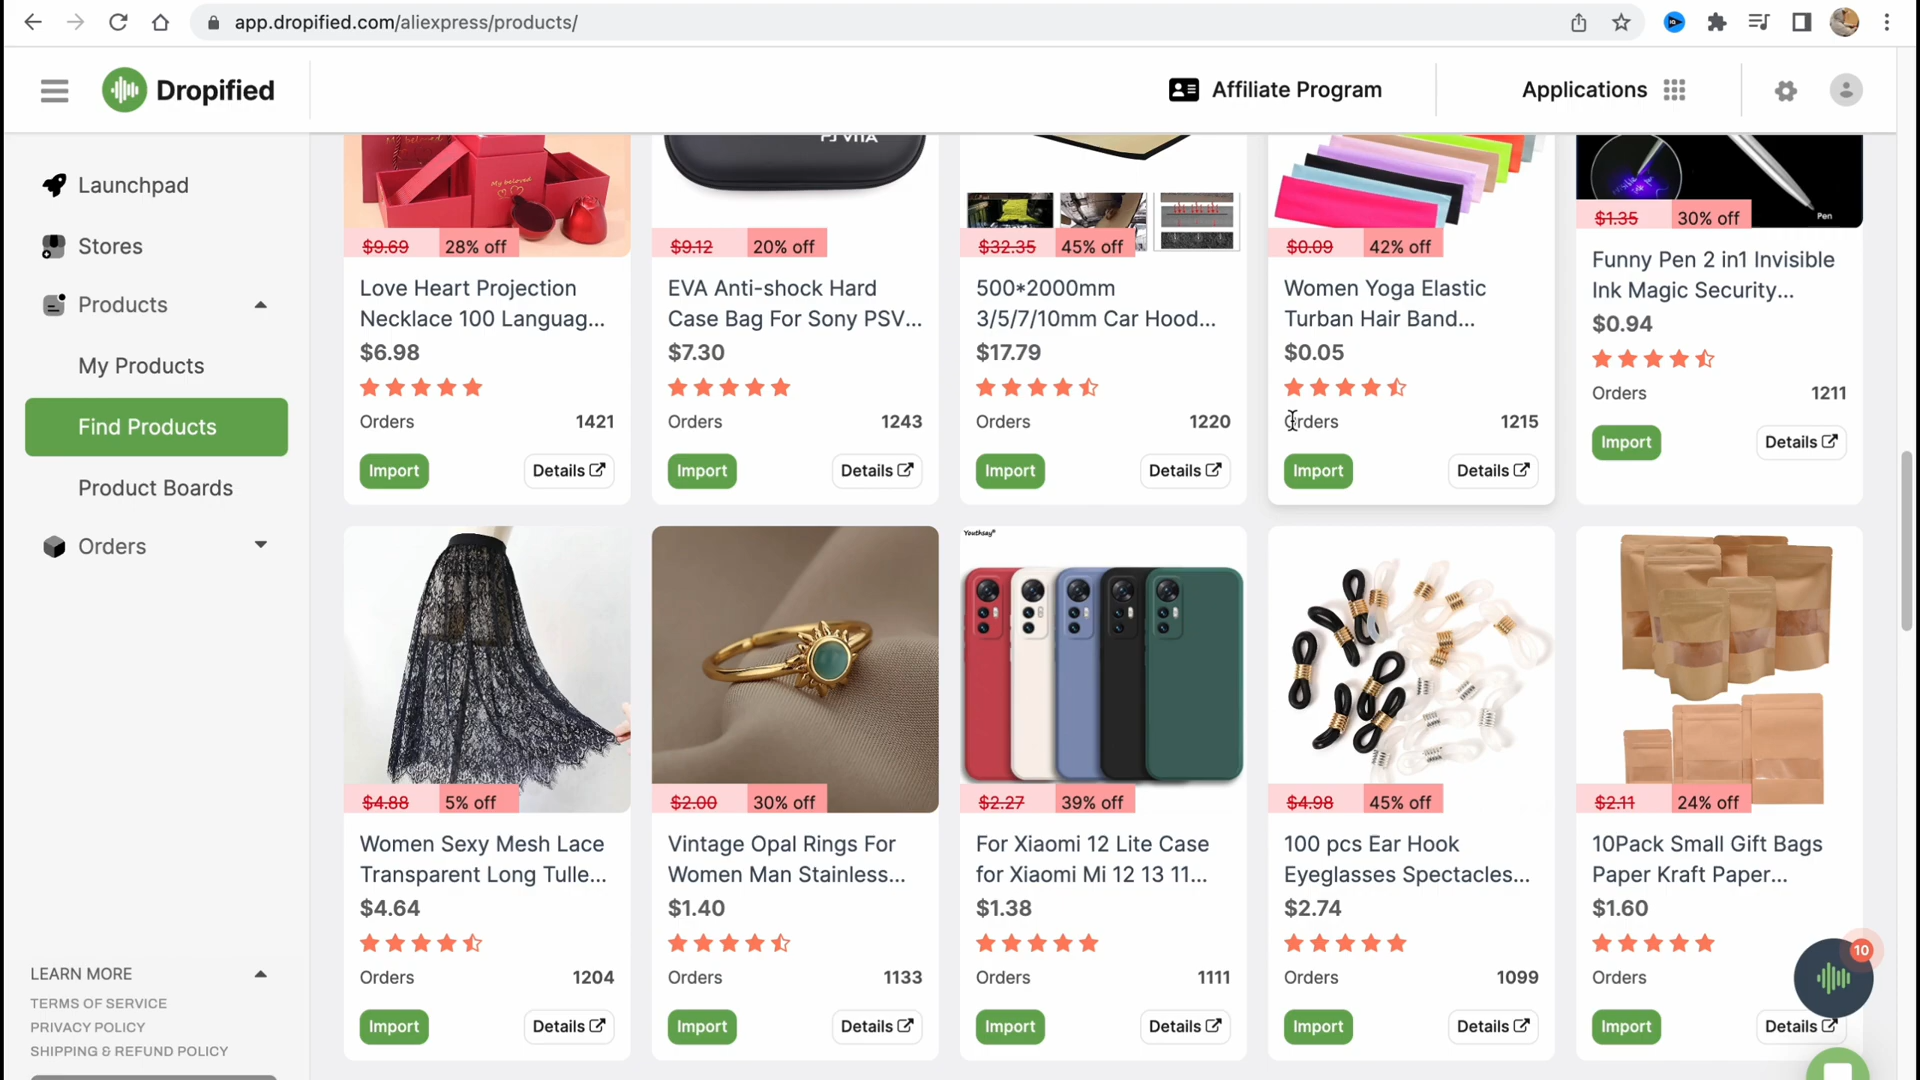 app.dropified.com/aliexpress/products/
Dropified
Affiliate Program
Applications
Launchpad
Stores
Products
My Products
Find Products
Product Boards
Orders
LEARN MORE
TERMS OF SERVICE
PRIVACY POLICY
SHIPPING & REFUND POLICY
My beloved
$9.69 28% off
Love Heart Projection
Necklace 100 Languag...
$6.98
Orders 1421
Import Details
PS VITA
$9.12 20% off
EVA Anti-shock Hard
Case Bag For Sony PSV...
$7.30
Orders 1243
Import Details
$32.35 45% off
500*2000mm
3/5/7/10mm Car Hood...
$17.79
Orders 1220
Import Details
$0.09 42% off
Women Yoga Elastic
Turban Hair Band...
$0.05
Orders 1215
Import Details
Pen
$1.35 30% off
Funny Pen 2 in1 Invisible
Ink Magic Security...
$0.94
Orders 1211
Import Details
$4.88 5% off
Women Sexy Mesh Lace
Transparent Long Tulle...
$4.64
Orders 1204
Import Details
$2.00 30% off
Vintage Opal Rings For
Women Man Stainless...
$1.40
Orders 1133
Import Details
Youthsay®
$2.27 39% off
For Xiaomi 12 Lite Case
for Xiaomi Mi 12 13 11...
$1.38
Orders 1111
Import Details
$4.98 45% off
100 pcs Ear Hook
Eyeglasses Spectacles...
$2.74
Orders 1099
Import Details
$2.11 24% off
10Pack Small Gift Bags
Paper Kraft Paper...
$1.60
Orders
Import Details
10